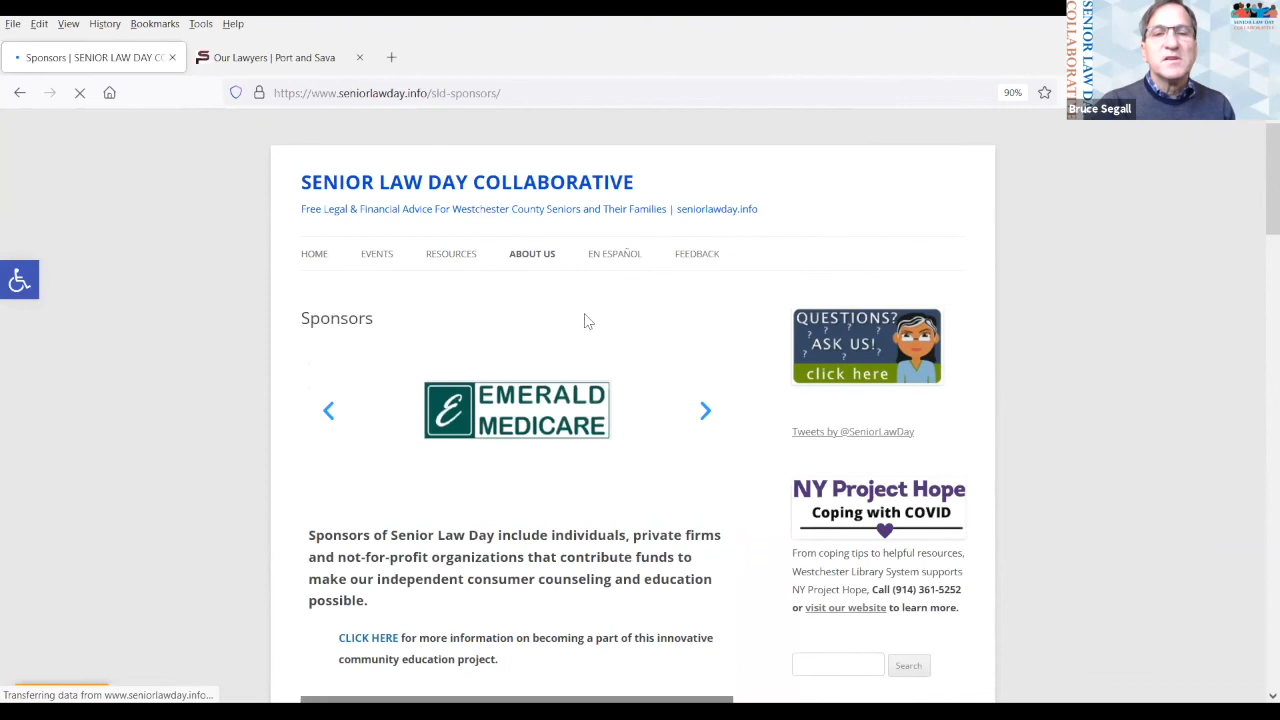 File Edit View History Bookmarks Tools Help
Sponsors | SENIOR LAW DAY CO
Our Lawyers | Port and Sava
https://www.seniorlawday.info/sld-sponsors/
90%
SENIOR LAW D
COLLABORATIVE
Bruce Segall
SENIOR LAW DAY COLLABORATIVE
Free Legal & Financial Advice For Westchester County Seniors and Their Families | seniorlawday.info
HOME EVENTS RESOURCES ABOUT US EN ESPAÑOL FEEDBACK
Sponsors
E EMERALD
MEDICARE
Sponsors of Senior Law Day include individuals, private firms
and not-for-profit organizations that contribute funds to
make our independent consumer counseling and education
possible.
CLICK HERE for more information on becoming a part of this innovative
community education project.
QUESTIONS?
ASK US!
click here
Tweets by @SeniorLawDay
NY Project Hope
Coping with COVID
From coping tips to helpful resources,
Westchester Library System supports
NY Project Hope, Call (914) 361-5252
or visit our website to learn more.
Search
Transferring data from www.seniorlawday.info...